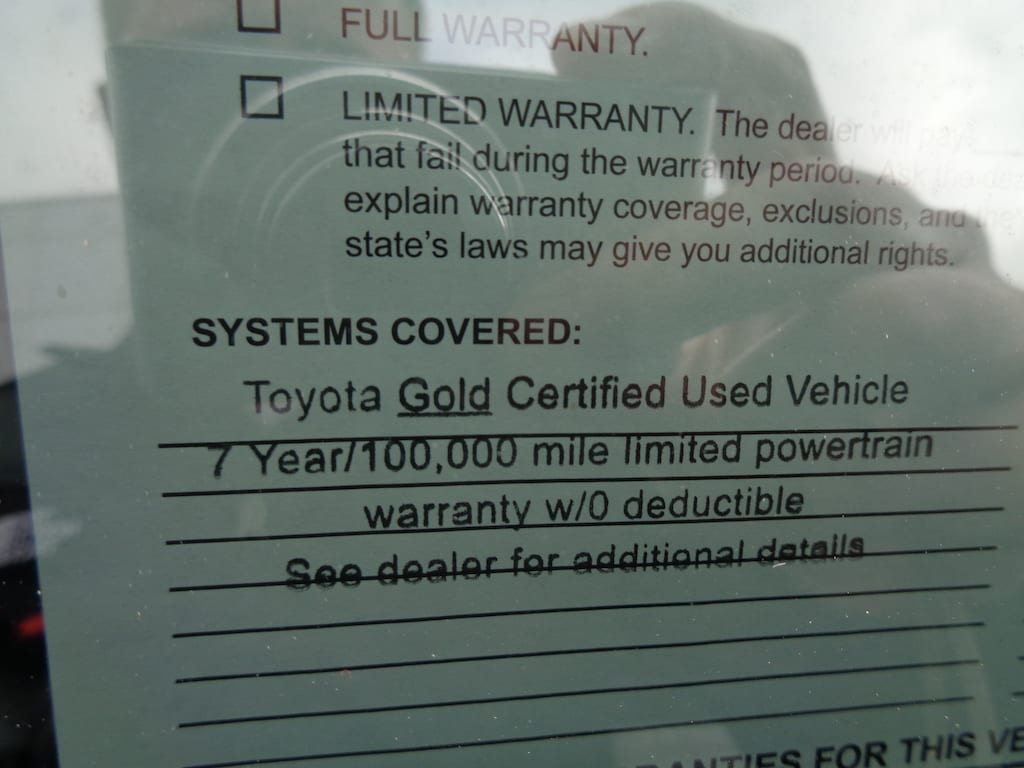 FULL WARRANTY.
LIMITED WARRANTY. The dealer will pay
that fail during the warranty period. Ask the
explain warranty coverage, exclusions, and
state's laws may give you additional rights.
SYSTEMS COVERED:
Toyota Gold Certified Used Vehicle
7 Year/100,000 mile limited powertrain
warranty w/0 deductible
See dealer for additional details
FOR THIS